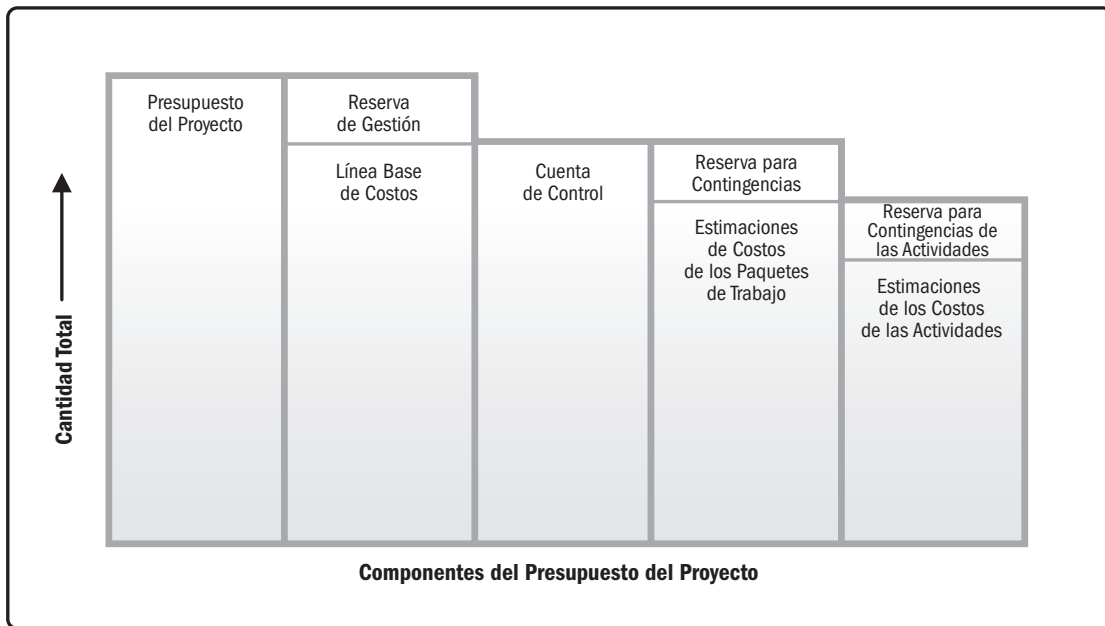 Presupuesto
del Proyecto
Reserva
de Gestión
Línea Base
de Costos
Cuenta
de Control
Reserva para
Contingencias
Estimaciones
de Costos
de los Paquetes
de Trabajo
Reserva para
Contingencias de
las Actividades
Estimaciones
de los Costos
de las Actividades
Cantidad Total
Componentes del Presupuesto del Proyecto